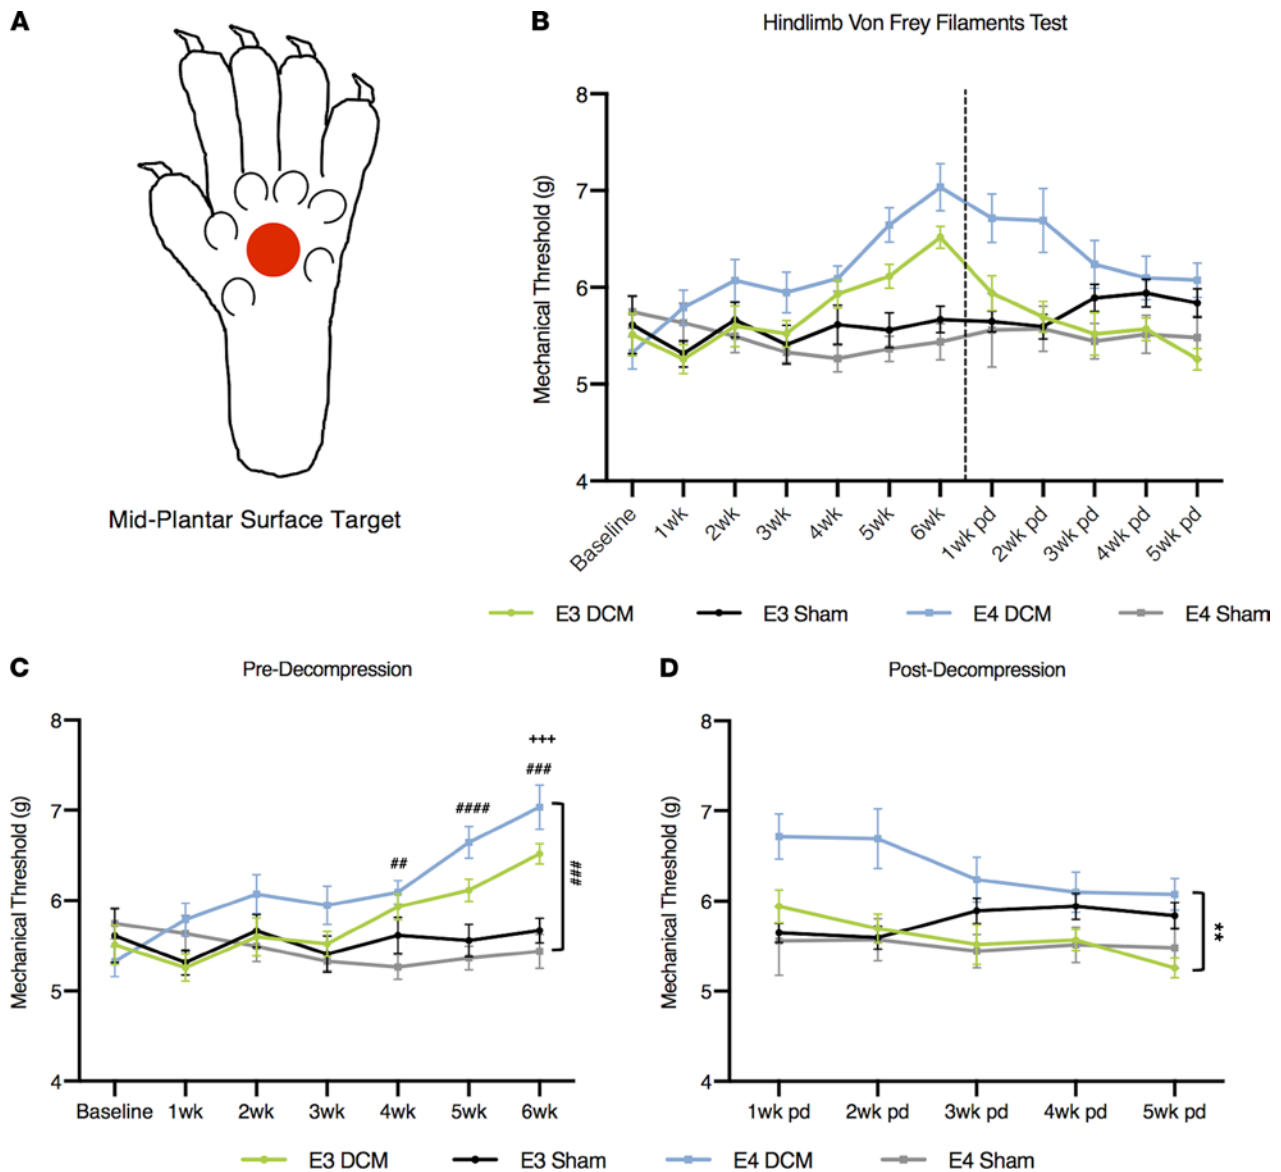 A
Mid-Plantar Surface Target
B
Hindlimb Von Frey Filaments Test
Mechanical Threshold (g)
8
7
6
5
4
Baseline
1wk
2wk
3wk
4wk
5wk
6wk
1wk pd
2wk pd
3wk pd
4wk pd
5wk pd
E3 DCM E3 Sham E4 DCM E4 Sham
C
Pre-Decompression
Mechanical Threshold (g)
8
7
6
5
4
+++
###
####
##
###
Baseline 1wk 2wk 3wk 4wk 5wk 6wk
D
Post-Decompression
Mechanical Threshold (g)
8
7
6
5
4
**
1wk pd 2wk pd 3wk pd 4wk pd 5wk pd
E3 DCM E3 Sham E4 DCM E4 Sham